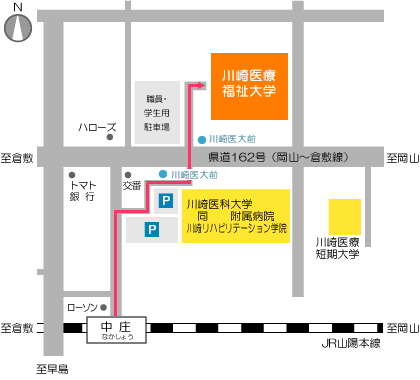 N
川崎医療
福祉大学
職員・
学生用
駐車場
ハローズ
川崎医大前
至倉敷
県道162号（岡山～倉敷線）
至岡山
川崎医大前
トマト
銀 行
交番
P
P
川崎医科大学
同　附属病院
川崎リハビリテーション学院
川崎医療
短期大学
ローソン
至倉敷
中 庄
なかしょう
至岡山
JR山陽本線
至早島